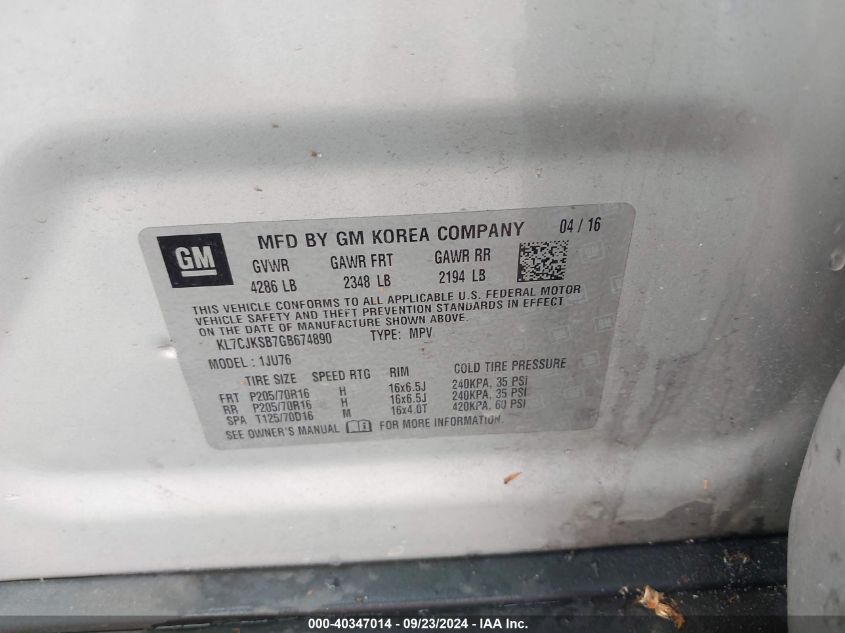 GM
MFD BY GM KOREA COMPANY 04 / 16
GVWR GAWR FRT GAWR RR
4286 LB 2348 LB 2194 LB
THIS VEHICLE CONFORMS TO ALL APPLICABLE U.S. FEDERAL MOTOR
VEHICLE SAFETY AND THEFT PREVENTION STANDARDS IN EFFECT
ON THE DATE OF MANUFACTURE SHOWN ABOVE.
KL7CJKSB7GB674890 TYPE: MPV
MODEL : 1JU76
TIRE SIZE SPEED RTG RIM COLD TIRE PRESSURE
FRT P205/70R16 H 16x6.5J 240KPA, 35 PSI
RR P205/70R16 H 16x6.5J 240KPA, 35 PSI
SPA T125/70D16 M 16x4.0T 420KPA, 60 PSI
SEE OWNER'S MANUAL FOR MORE INFORMATION.
000-40347014 - 09/23/2024 - IAA Inc.